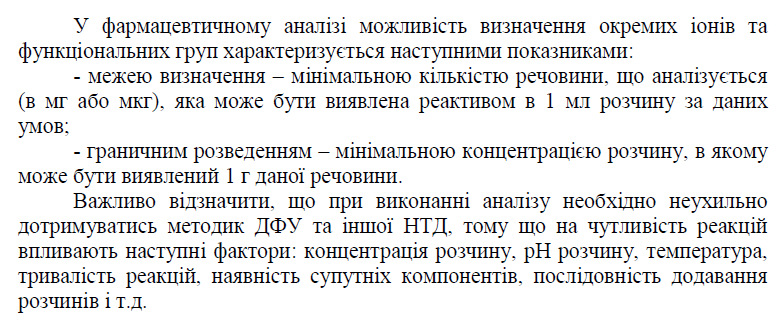 У фармацевтичному аналізі можливість визначення окремих іонів та
функціональних груп характеризується наступними показниками:
- межею визначення – мінімальною кількістю речовини, що аналізується
(в мг або мкг), яка може бути виявлена реактивом в 1 мл розчину за даних
умов;
- граничним розведенням – мінімальною концентрацією розчину, в якому
може бути виявлений 1 г даної речовини.
Важливо відзначити, що при виконанні аналізу необхідно неухильно
дотримуватись методик ДФУ та іншої НТД, тому що на чутливість реакцій
впливають наступні фактори: концентрація розчину, рН розчину, температура,
тривалість реакцій, наявність супутніх компонентів, послідовність додавання
розчинів і т.д.